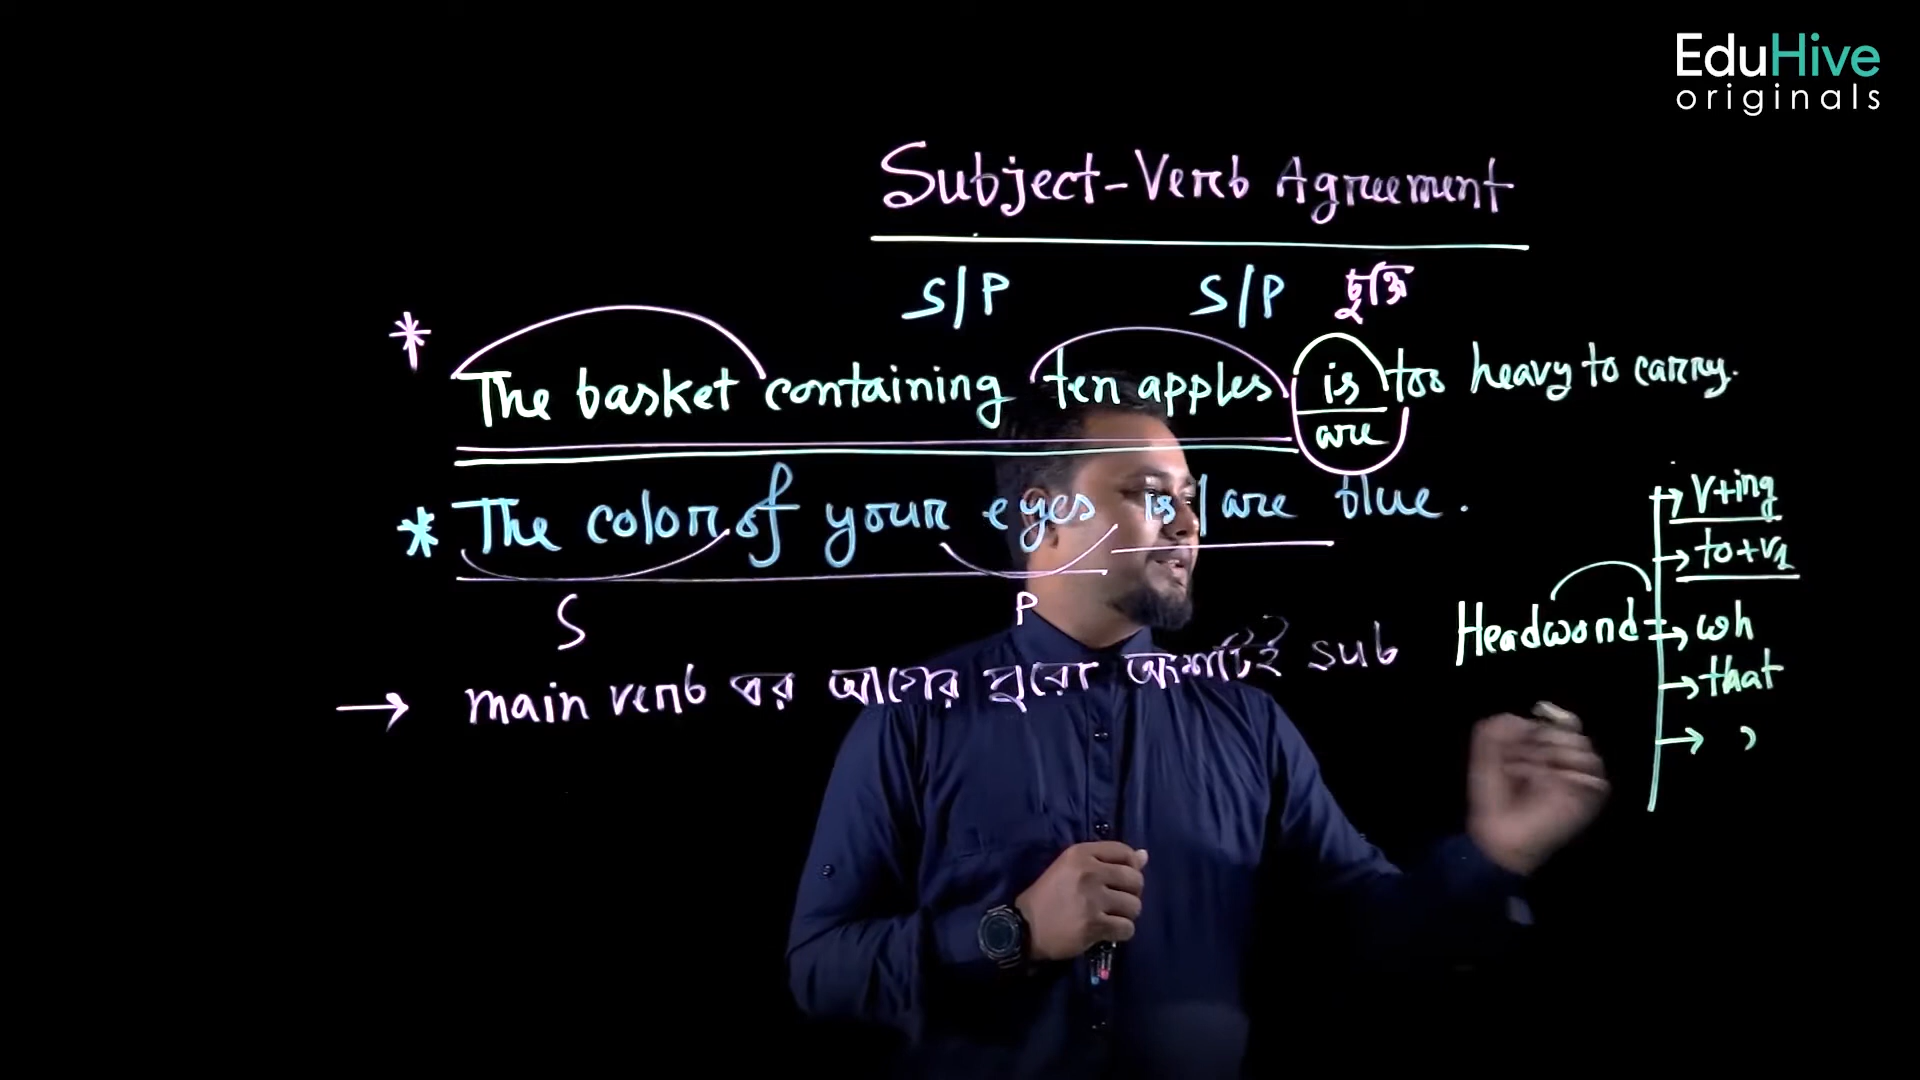 EduHive
originals
Subject-Verb Agreement
S/P S/P চুক্তি
* The basket containing ten apples is/are too heavy to carry.
* The color of your eyes is/are blue.
S P
→ main verb এর আগের পুরো অংশটিই sub
Headword
→ V+ing
→ to+V1
→ wh
→ that
→ ,